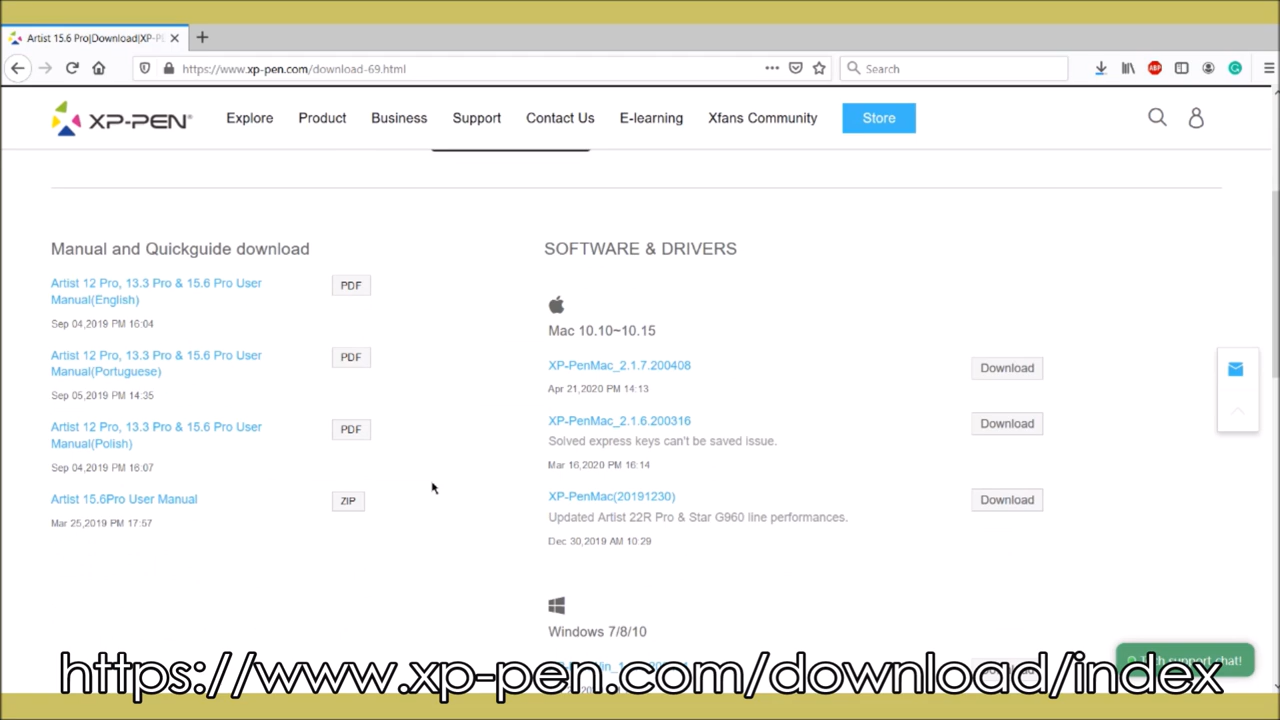 Artist 15.6 Pro|Download|XP-P
https://www.xp-pen.com/download-69.html
Search
ABP
XP-PEN®
Explore
Product
Business
Support
Contact Us
E-learning
Xfans Community
Store
Manual and Quickguide download
Artist 12 Pro, 13.3 Pro & 15.6 Pro User
Manual(English)
PDF
Sep 04,2019 PM 16:04
Artist 12 Pro, 13.3 Pro & 15.6 Pro User
Manual(Portuguese)
PDF
Sep 05,2019 PM 14:35
Artist 12 Pro, 13.3 Pro & 15.6 Pro User
Manual(Polish)
PDF
Sep 04,2019 PM 16:07
Artist 15.6Pro User Manual
ZIP
Mar 25,2019 PM 17:57
SOFTWARE & DRIVERS
Mac 10.10~10.15
XP-PenMac_2.1.7.200408
Download
Apr 21,2020 PM 14:13
XP-PenMac_2.1.6.200316
Download
Solved express keys can't be saved issue.
Mar 16,2020 PM 16:14
XP-PenMac(20191230)
Download
Updated Artist 22R Pro & Star G960 line performances.
Dec 30,2019 AM 10:29
Windows 7/8/10
support chat!
https://www.xp-pen.com/download/index